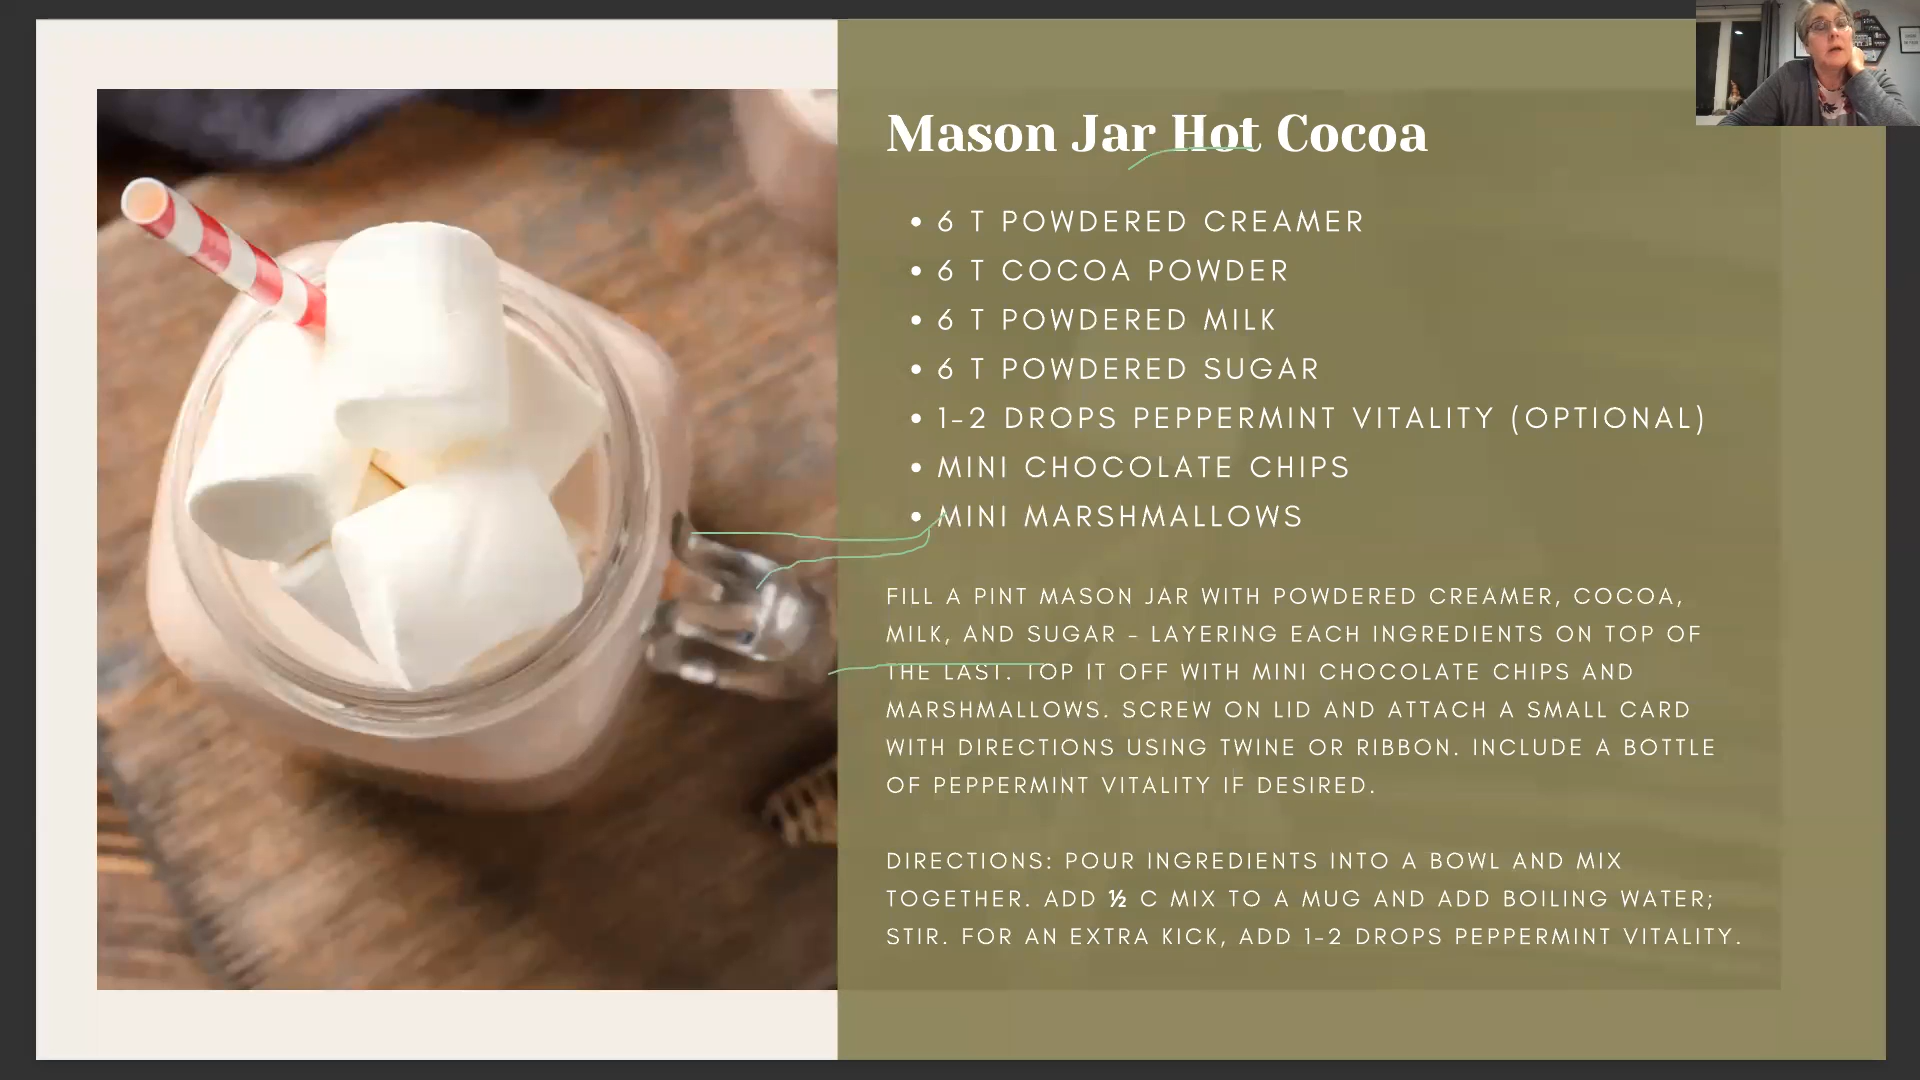 Mason Jar Hot Cocoa
• 6 T POWDERED CREAMER
• 6 T COCOA POWDER
• 6 T POWDERED MILK
• 6 T POWDERED SUGAR
• 1-2 DROPS PEPPERMINT VITALITY (OPTIONAL)
• MINI CHOCOLATE CHIPS
• MINI MARSHMALLOWS
FILL A PINT MASON JAR WITH POWDERED CREAMER, COCOA,
MILK, AND SUGAR - LAYERING EACH INGREDIENTS ON TOP OF
THE LAST. TOP IT OFF WITH MINI CHOCOLATE CHIPS AND
MARSHMALLOWS. SCREW ON LID AND ATTACH A SMALL CARD
WITH DIRECTIONS USING TWINE OR RIBBON. INCLUDE A BOTTLE
OF PEPPERMINT VITALITY IF DESIRED.
DIRECTIONS: POUR INGREDIENTS INTO A BOWL AND MIX
TOGETHER. ADD ½ C MIX TO A MUG AND ADD BOILING WATER;
STIR. FOR AN EXTRA KICK, ADD 1-2 DROPS PEPPERMINT VITALITY.